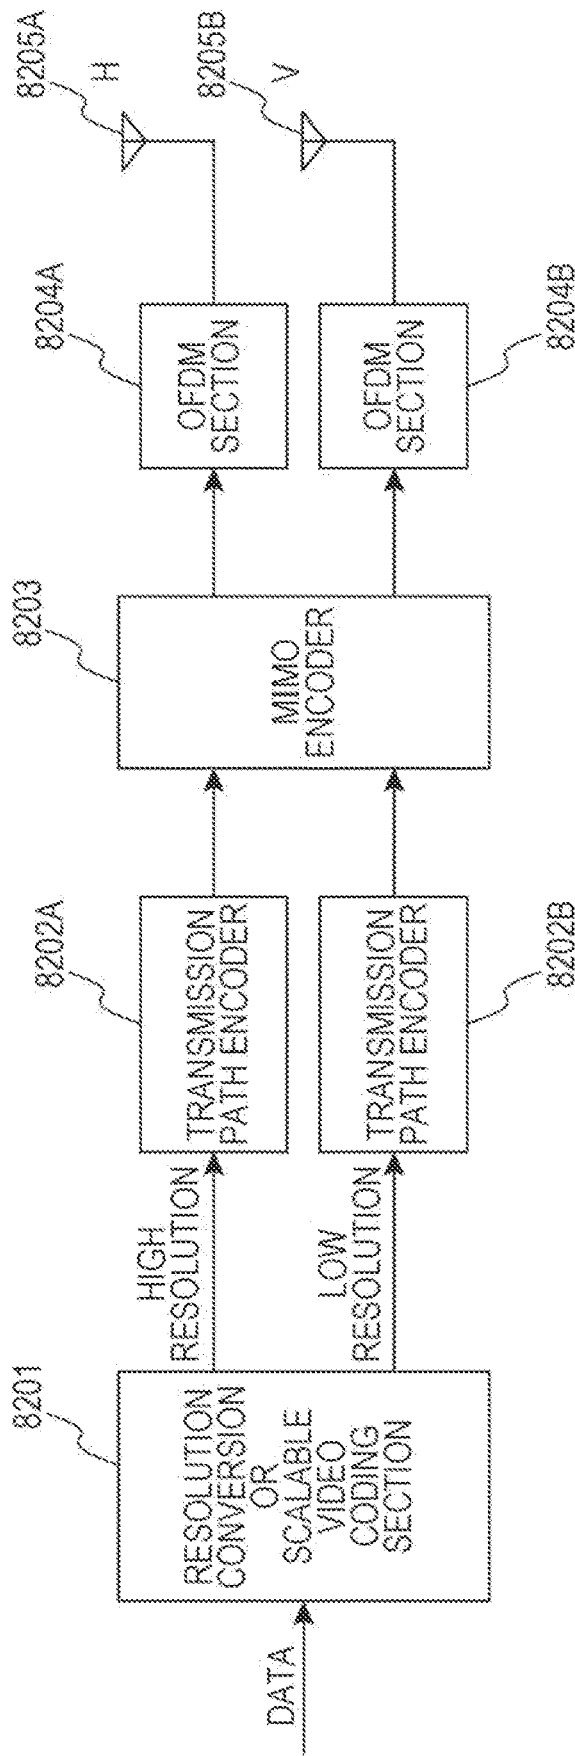 DATA
8201
RESOLUTION
CONVERSION
OR
SCALABLE
VIDEO
CODING
SECTION
HIGH
RESOLUTION
LOW
RESOLUTION
8202A
TRANSMISSION
PATH ENCODER
TRANSMISSION
PATH ENCODER
8202B
8203
MIMO
ENCODER
8204A
OFDM
SECTION
OFDM
SECTION
8204B
8205A
H
8205B
V